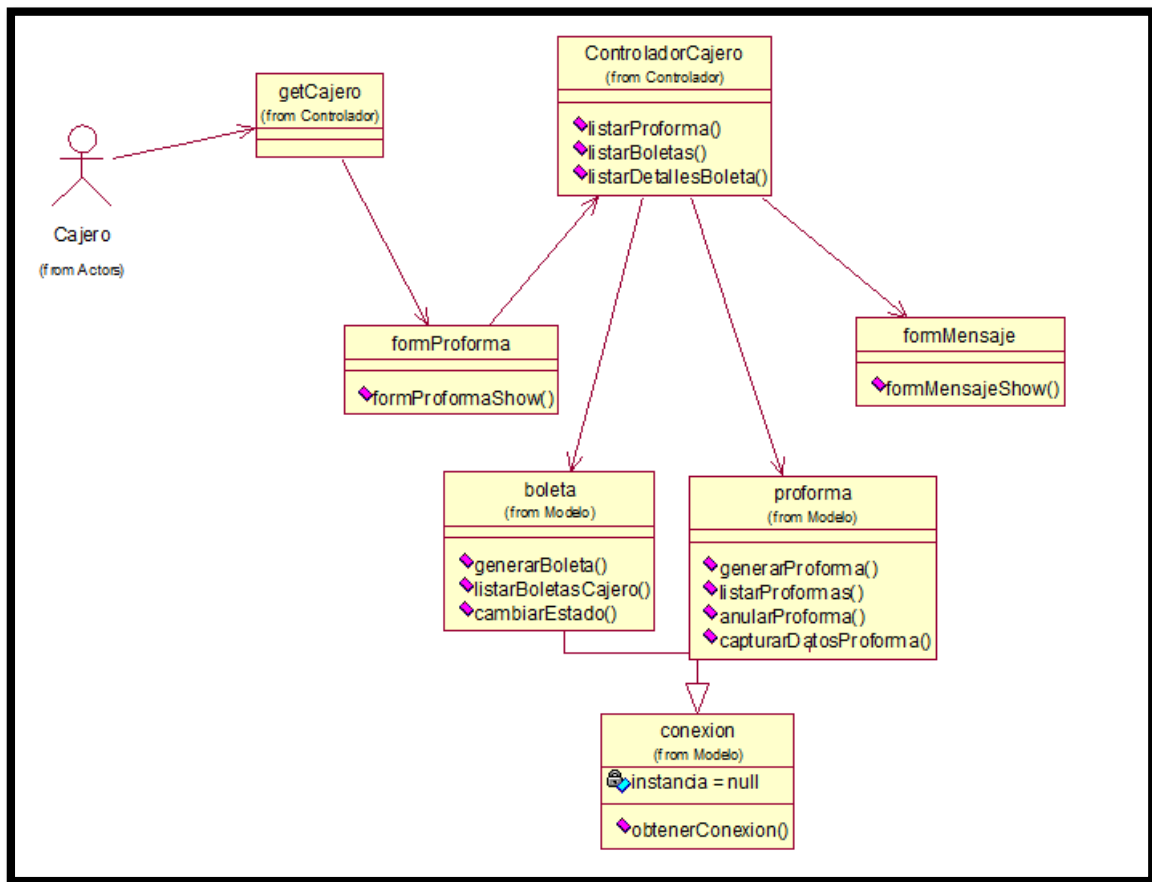 Cajero
(from Actors)
getCajero
(from Controlador)
ControladorCajero
(from Controlador)
listarProforma()
listarBoletas()
listarDetallesBoleta()
formProforma
formProformaShow()
formMensaje
formMensajeShow()
boleta
(from Modelo)
generarBoleta()
listarBoletasCajero()
cambiarEstado()
proforma
(from Modelo)
generarProforma()
listarProformas()
anularProforma()
capturarDatosProforma()
conexion
(from Modelo)
instancia = null
obtenerConexion()